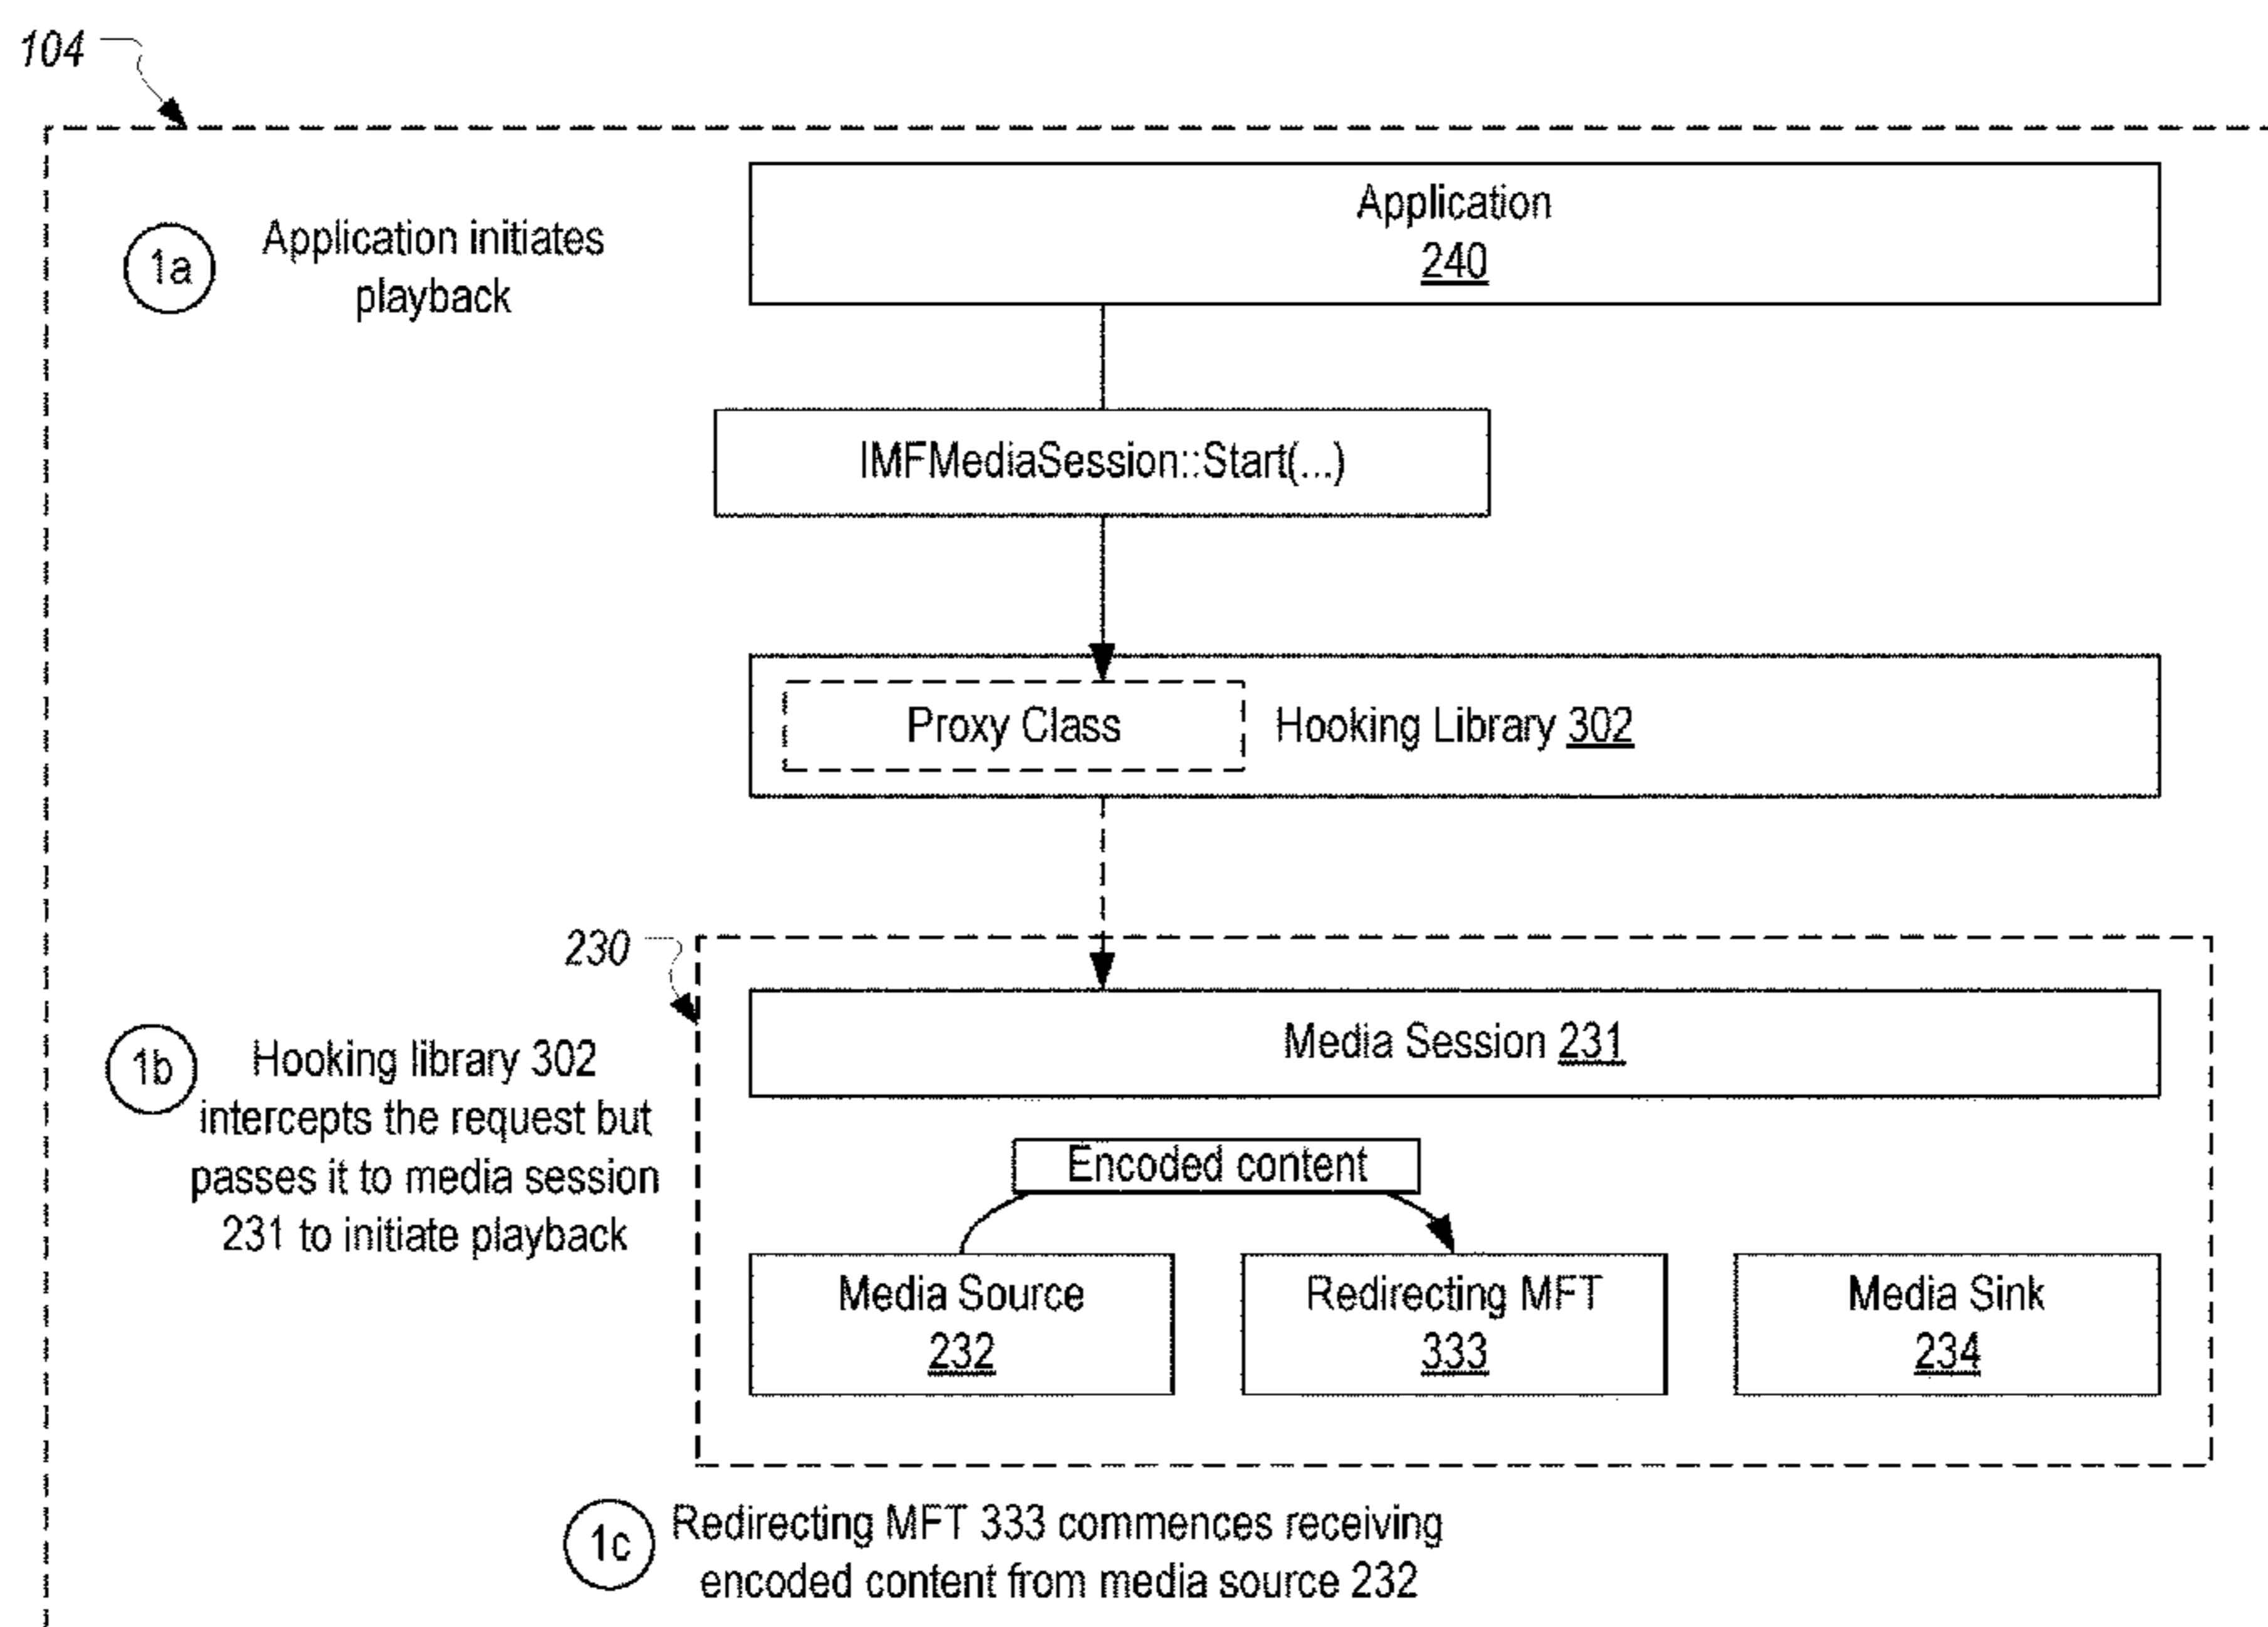 104
Application
240
1a
Application initiates
playback
IMFMediaSession::Start(...)
Proxy Class
Hooking Library 302
230
Media Session 231
1b
Hooking library 302
intercepts the request but
passes it to media session
231 to initiate playback
Encoded content
Media Source
232
Redirecting MFT
333
Media Sink
234
1c
Redirecting MFT 333 commences receiving
encoded content from media source 232